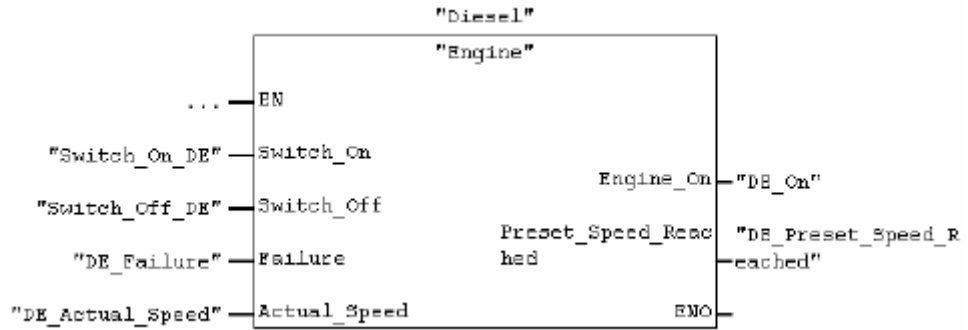 "Diesel"
"Engine"
... EN
"Switch_On_DE" Switch_On
Engine_On "DE_On"
"Switch_Off_DE" Switch_Off
Preset_Speed_Reac "DE_Preset_Speed_R
"DE_Failure" Failure hed eached"
"DE_Actual_Speed" Actual_Speed ENO